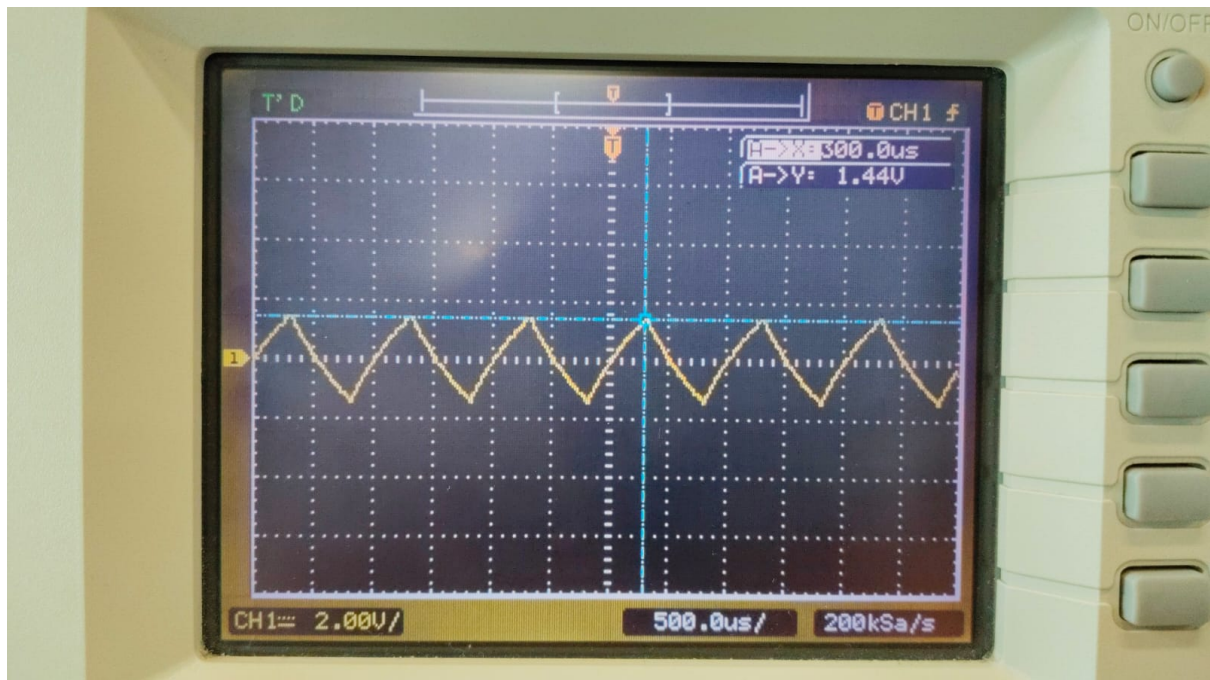 ON/OFF
T'D
T
T CH1
T
A->X: 300.0us
A->Y: 1.44V
1
CH1 2.00V/
500.0us/
200kSa/s